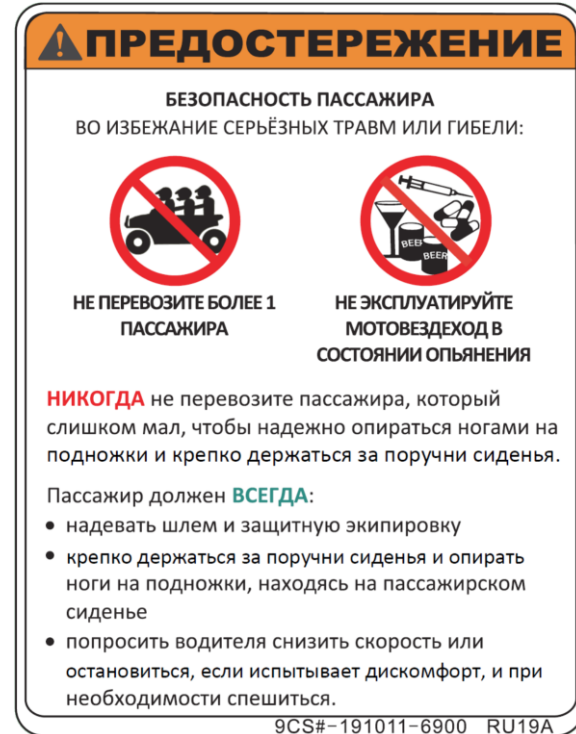 ПРЕДОСТЕРЕЖЕНИЕ
БЕЗОПАСНОСТЬ ПАССАЖИРА
ВО ИЗБЕЖАНИЕ СЕРЬЁЗНЫХ ТРАВМ ИЛИ ГИБЕЛИ:
BEER
BEER
НЕ ПЕРЕВОЗИТЕ БОЛЕЕ 1
ПАССАЖИРА
НЕ ЭКСПЛУАТИРУЙТЕ
МОТОВЕЗДЕХОД В
СОСТОЯНИИ ОПЬЯНЕНИЯ
НИКОГДА не перевозите пассажира, который
слишком мал, чтобы надежно опираться ногами на
подножки и крепко держаться за поручни сиденья.
Пассажир должен ВСЕГДА:
• надевать шлем и защитную экипировку
• крепко держаться за поручни сиденья и опирать
ноги на подножки, находясь на пассажирском
сиденье
• попросить водителя снизить скорость или
остановиться, если испытывает дискомфорт, и при
необходимости спешиться.
9CS#-191011-6900 RU19A